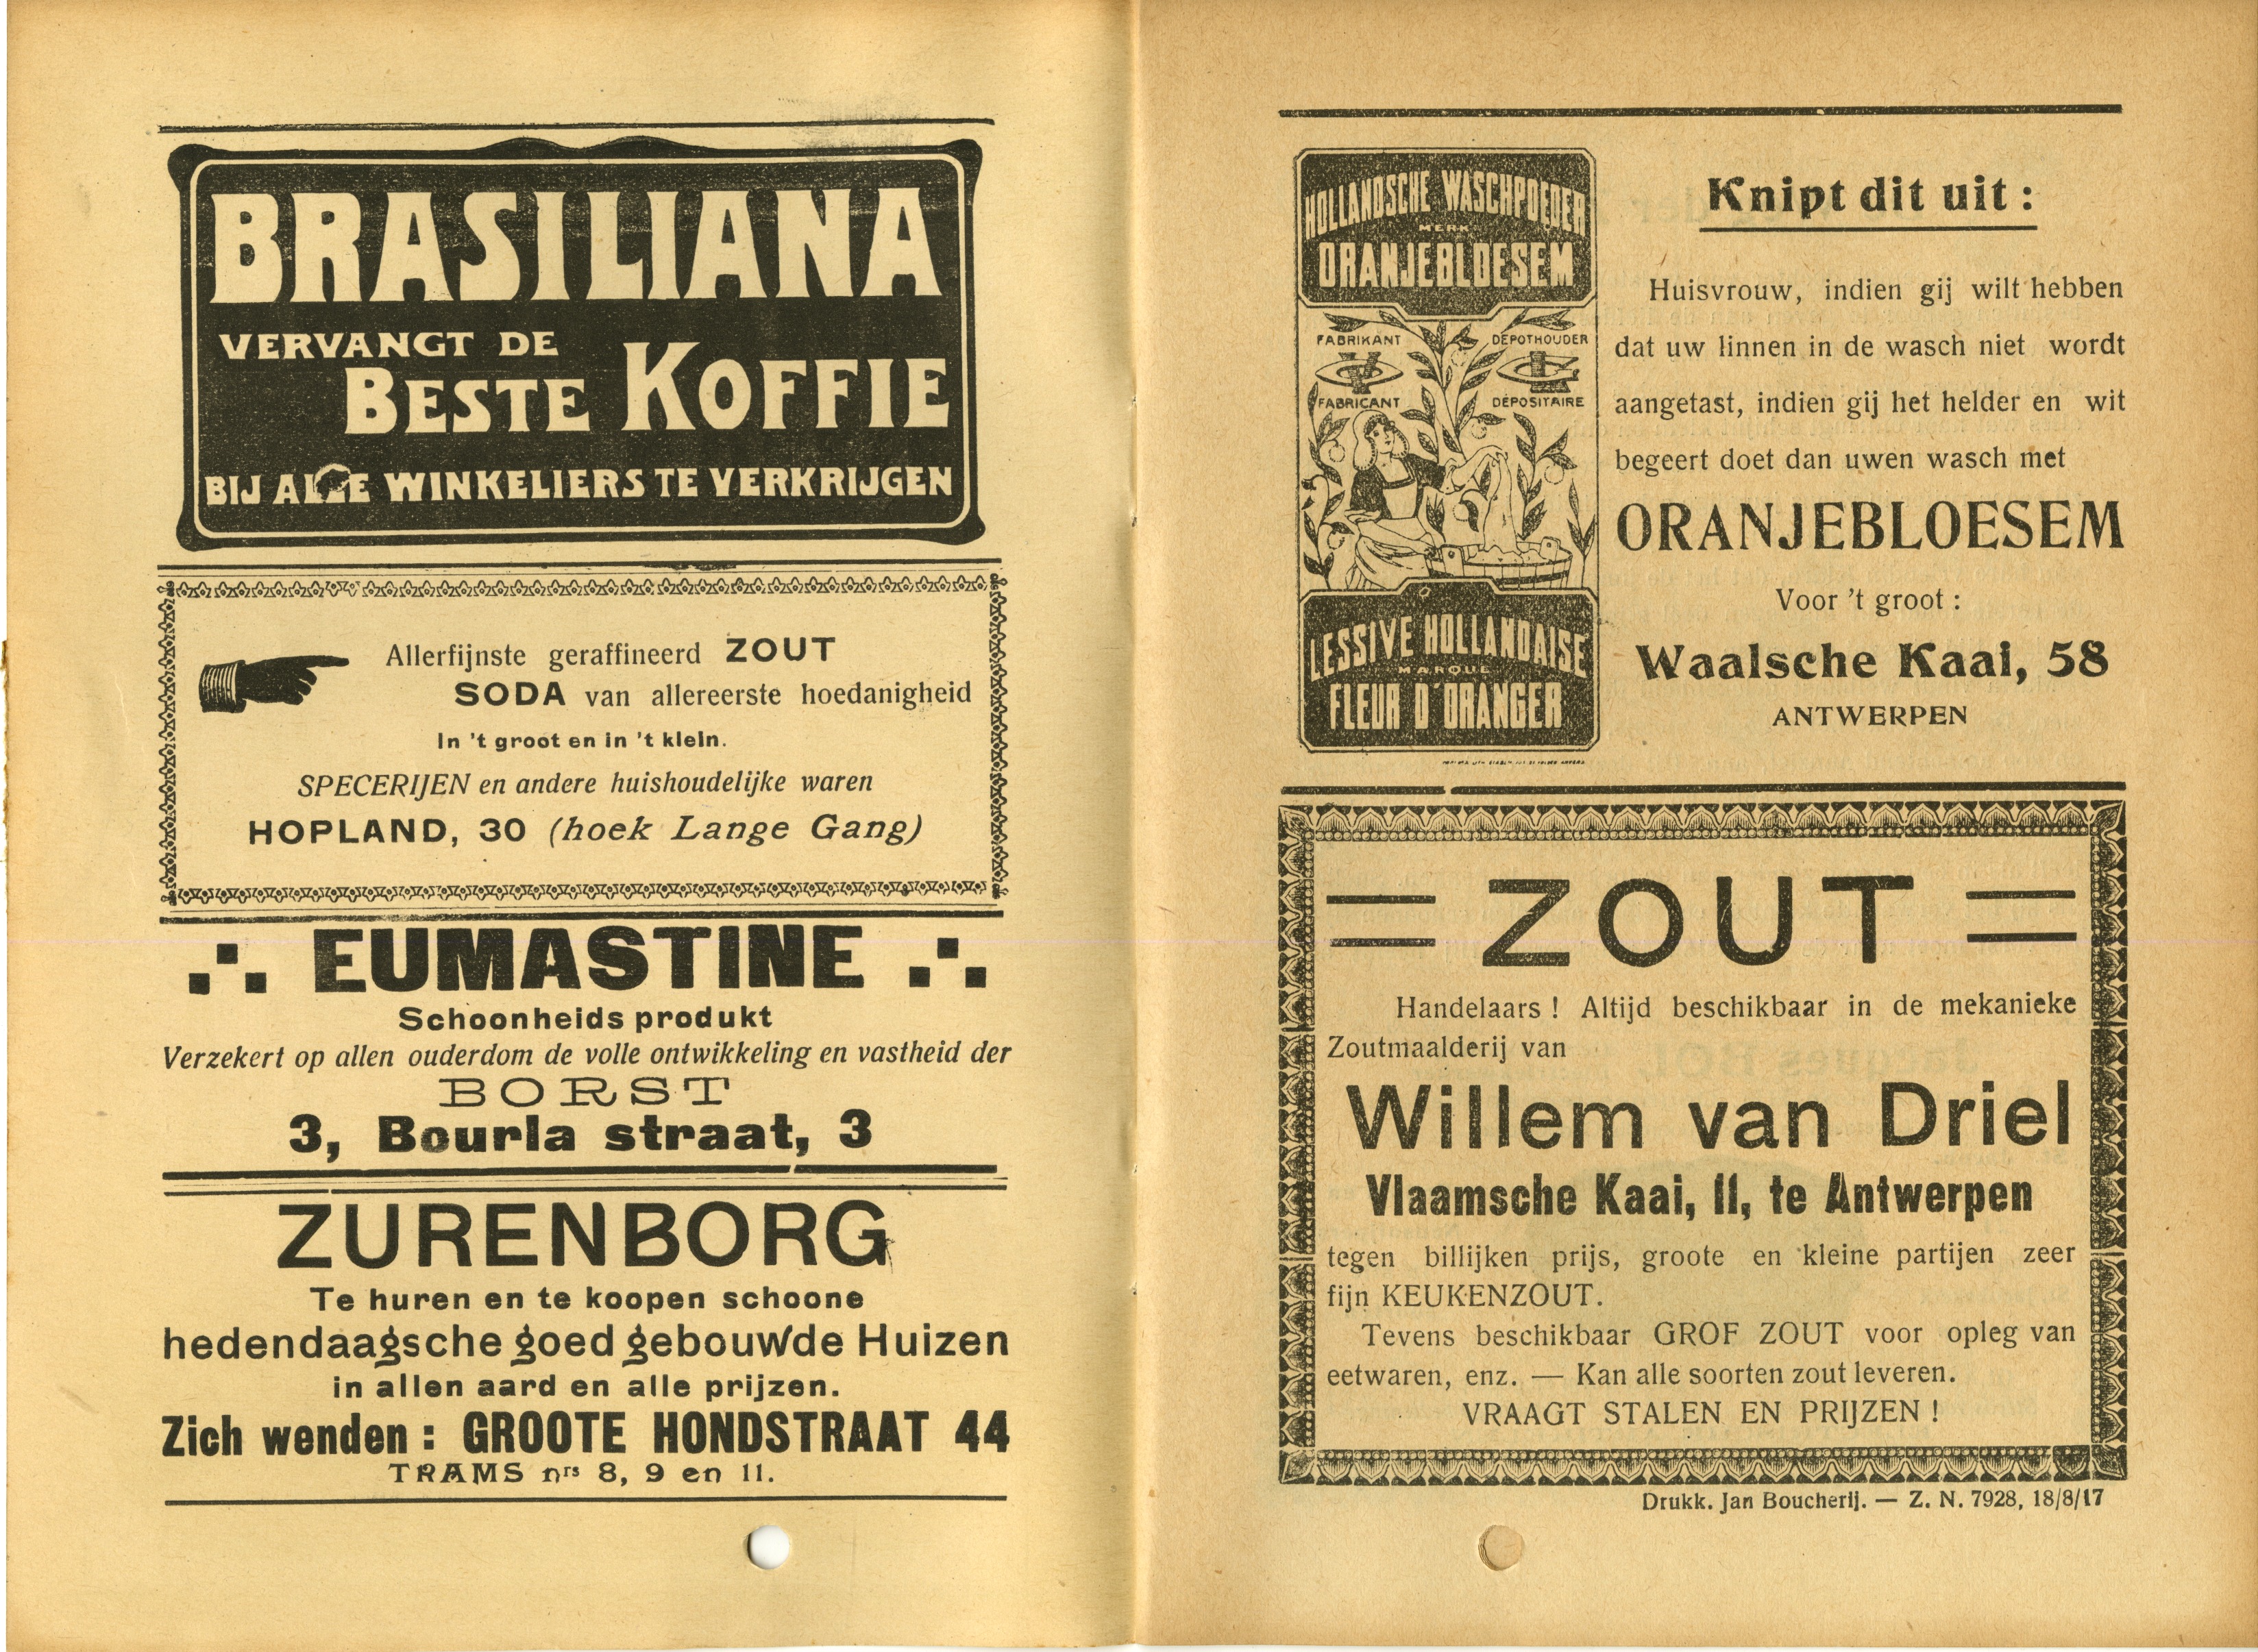 BRASILIANA
VERVANGT DE
BESTE KOFFIE
BIJ ALLE WINKELIERS TE VERKRIJGEN
Allerfijnste geraffineerd ZOUT
SODA van allereerste hoedanigheid
In 't groot en in 't klein.
SPECERIJEN en andere huishoudelijke waren
HOPLAND, 30 (hoek Lange Gang)
EUMASTINE
Schoonheids produkt
Verzekert op allen ouderdom de volle ontwikkeling en vastheid der
BORST
3, Bourla straat, 3
ZURENBORG
Te huren en te koopen schoone
hedendaagsche goed gebouwde Huizen
in allen aard en alle prijzen.
Zich wenden : GROOTE HONDSTRAAT 44
TRAMS nrs 8, 9 en 11.
HOLLANDSCHE WASCHPOEDER
MERK
ORANJEBLOESEM
FABRIKANT
DEPOTHOUDER
FABRICANT
DÉPOSITAIRE
LESSIVE HOLLANDAISE
MARQUE
FLEUR D'ORANGER
Knipt dit uit :
Huisvrouw, indien gij wilt hebben
dat uw linnen in de wasch niet wordt
aangetast, indien gij het helder en wit
begeert doet dan uwen wasch met
ORANJEBLOESEM
Voor 't groot :
Waalsche Kaai, 58
ANTWERPEN
= ZOUT =
Handelaars ! Altijd beschikbaar in de mekanieke
Zoutmaalderij van
Willem van Driel
Vlaamsche Kaai, 11, te Antwerpen
tegen billijken prijs, groote en kleine partijen zeer
fijn KEUKENZOUT.
Tevens beschikbaar GROF ZOUT voor opleg van
eetwaren, enz. — Kan alle soorten zout leveren.
VRAAGT STALEN EN PRIJZEN !
Drukk. Jan Boucherij. — Z. N. 7928, 18/8/17